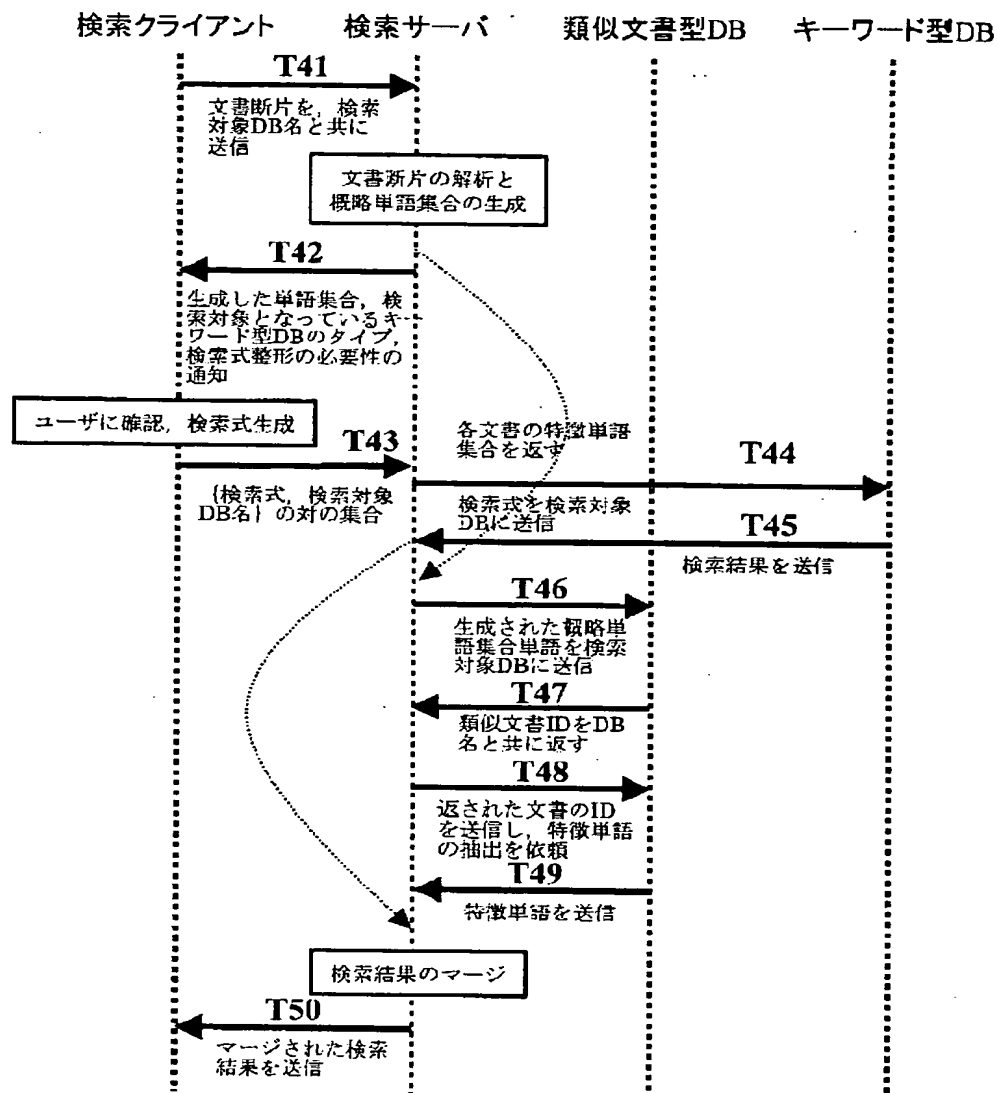 検索クライアント
検索サーバ
類似文書型DB
キーワード型DB
T41
文書断片を，検索
対象DB名と共に
送信
文書断片の解析と
概略単語集合の生成
T42
生成した単語集合，検
索対象となっているキー
ワード型DBのタイプ，
検索式整形の必要性の
通知
ユーザに確認，検索式生成
T43
{検索式，検索対象
DB名}の対の集合
各文書の特徴単語
集合を返す
T44
検索式を検索対象
DBに送信
T45
検索結果を送信
T46
生成された概略単
語集合単語を検索
対象DBに送信
T47
類似文書IDをDB
名と共に返す
T48
返された文書のID
を送信し，特徴単語
の抽出を依頼
T49
特徴単語を送信
検索結果のマージ
T50
マージされた検索
結果を送信